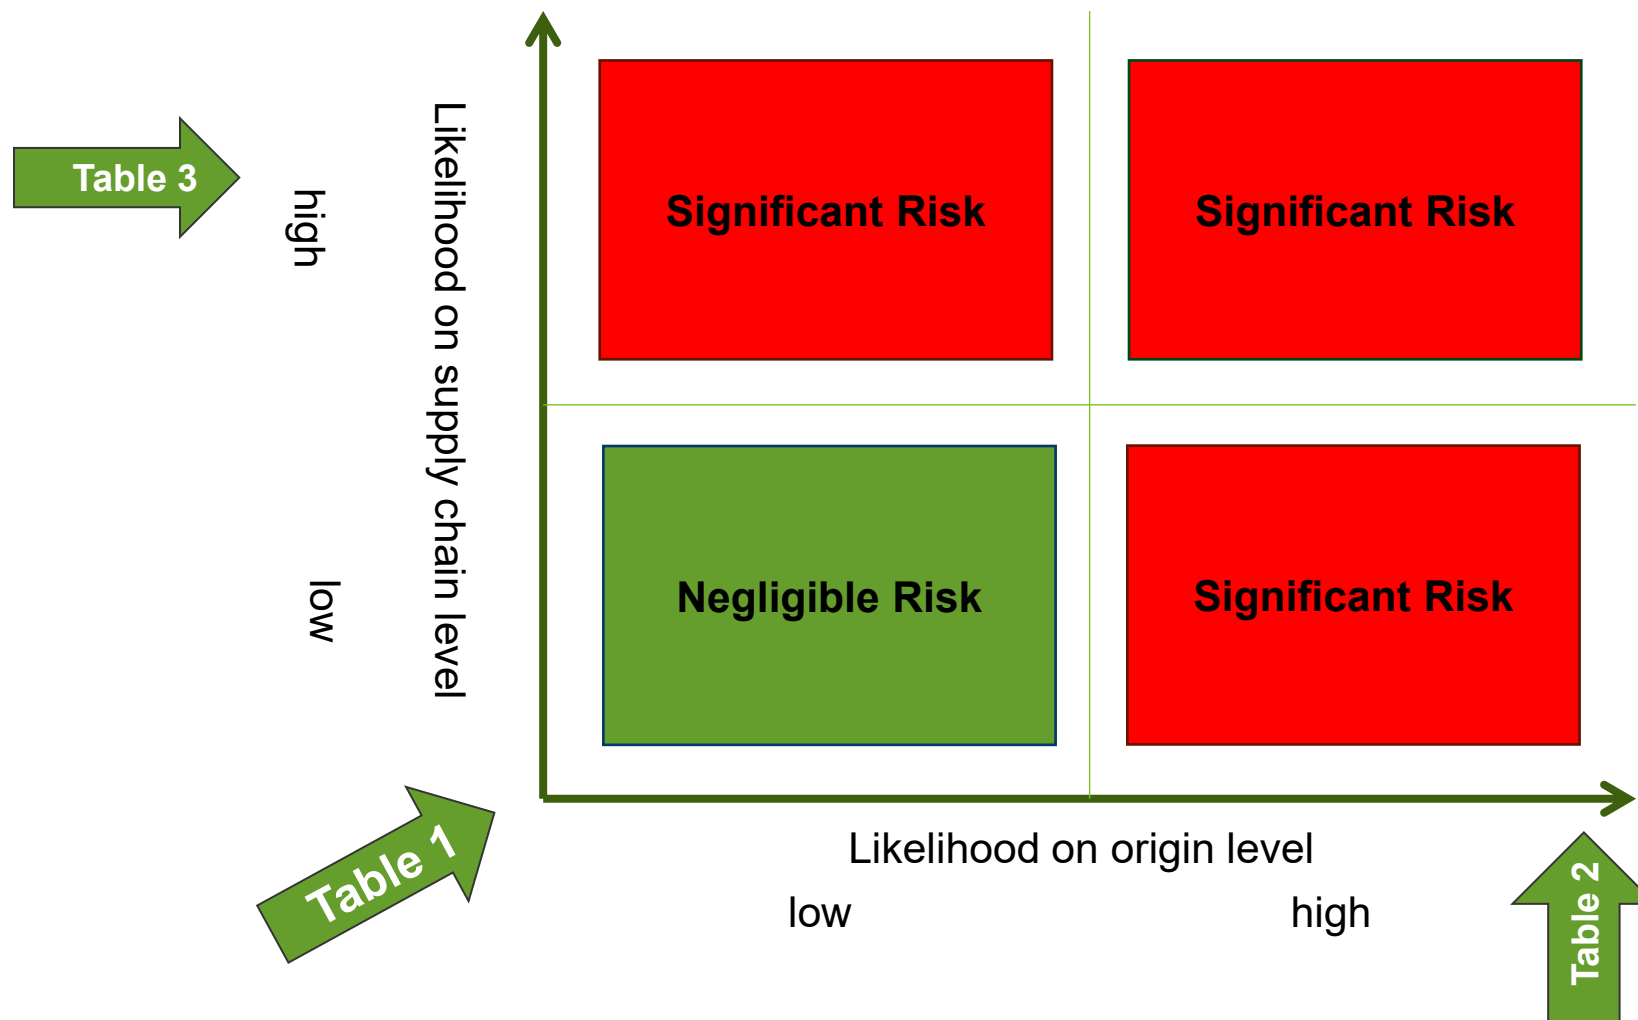 Table 3
high
low
Likelihood on supply chain level
Significant Risk
Significant Risk
Negligible Risk
Significant Risk
Table 1
Likelihood on origin level
low
high
Table 2